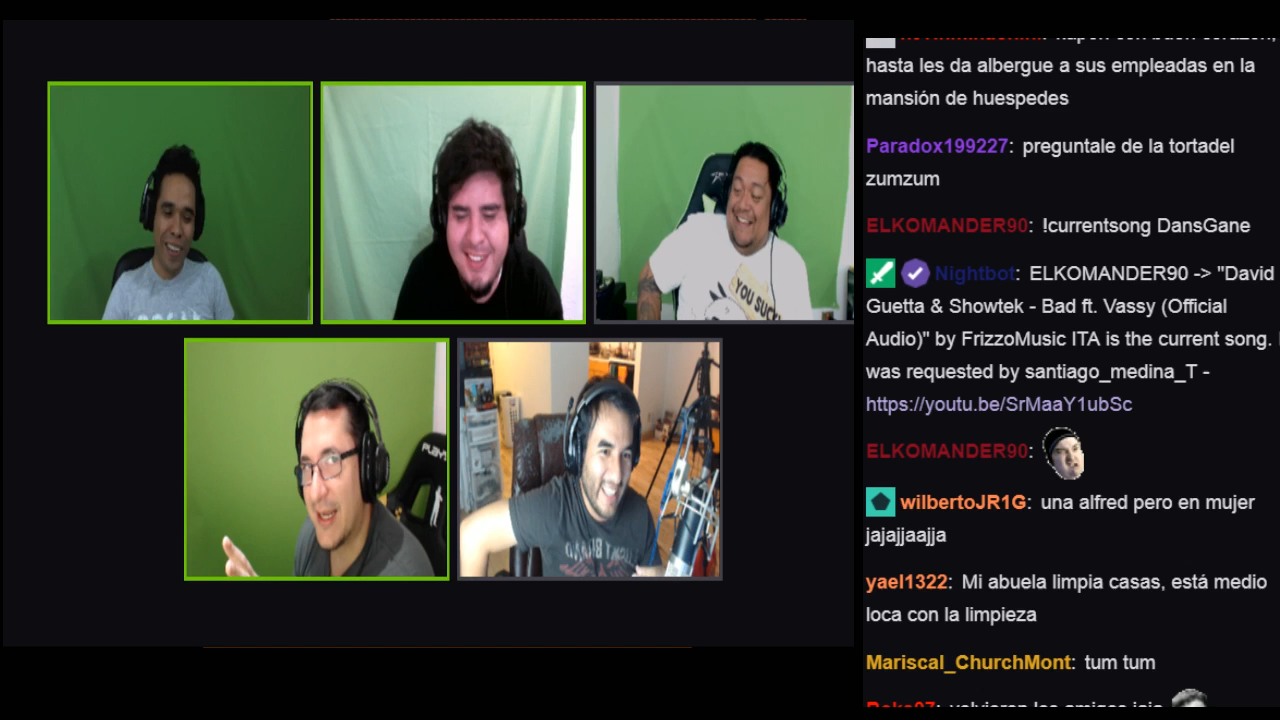 hasta les da albergue a sus empleadas en la
mansión de huespedes
Paradox199227: preguntale de la tortadel
zumzum
ELKOMANDER90: !currentsong DansGane
Nightbot: ELKOMANDER90 -> "David
Guetta & Showtek - Bad ft. Vassy (Official
Audio)" by FrizzoMusic ITA is the current song.
was requested by santiago_medina_T -
https://youtu.be/SrMaaY1ubSc
ELKOMANDER90:
wilbertoJR1G: una alfred pero en mujer
jajajjaajja
yael1322: Mi abuela limpia casas, está medio
loca con la limpieza
Mariscal_ChurchMont: tum tum
YOU SUCK!